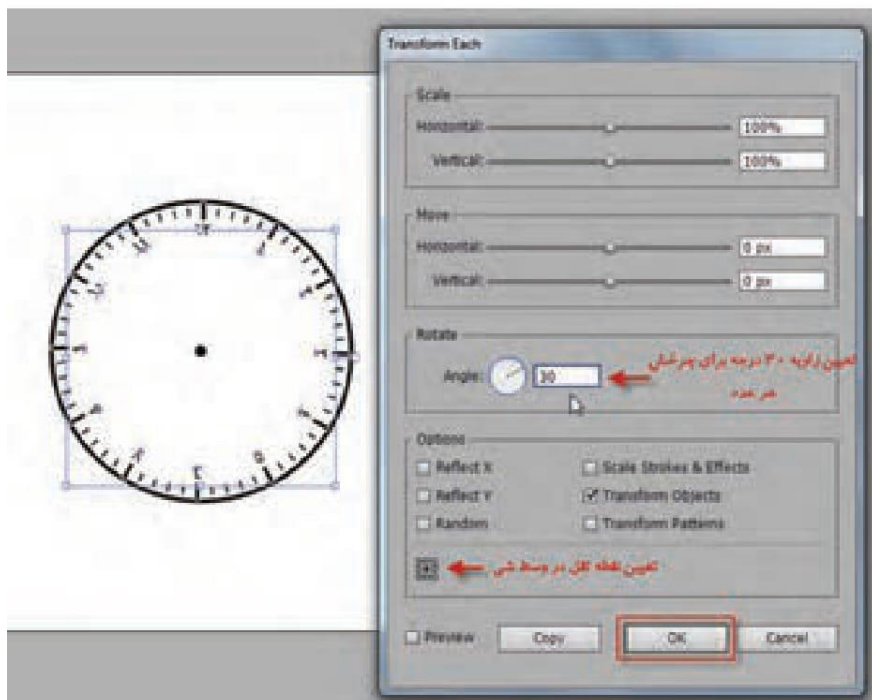 Transform Each
Scale
Horizontal: 100%
Vertical: 100%
Move
Horizontal: 0 px
Vertical: 0 px
Rotate
تعیین زاویه ۳۰ درجه برای چرخش
Angle: 30
هر عدد
Options
Reflect X Scale Strokes & Effects
Reflect Y Transform Objects
Random Transform Patterns
تعیین نقطه ثقل در وسط شی
Preview Copy OK Cancel